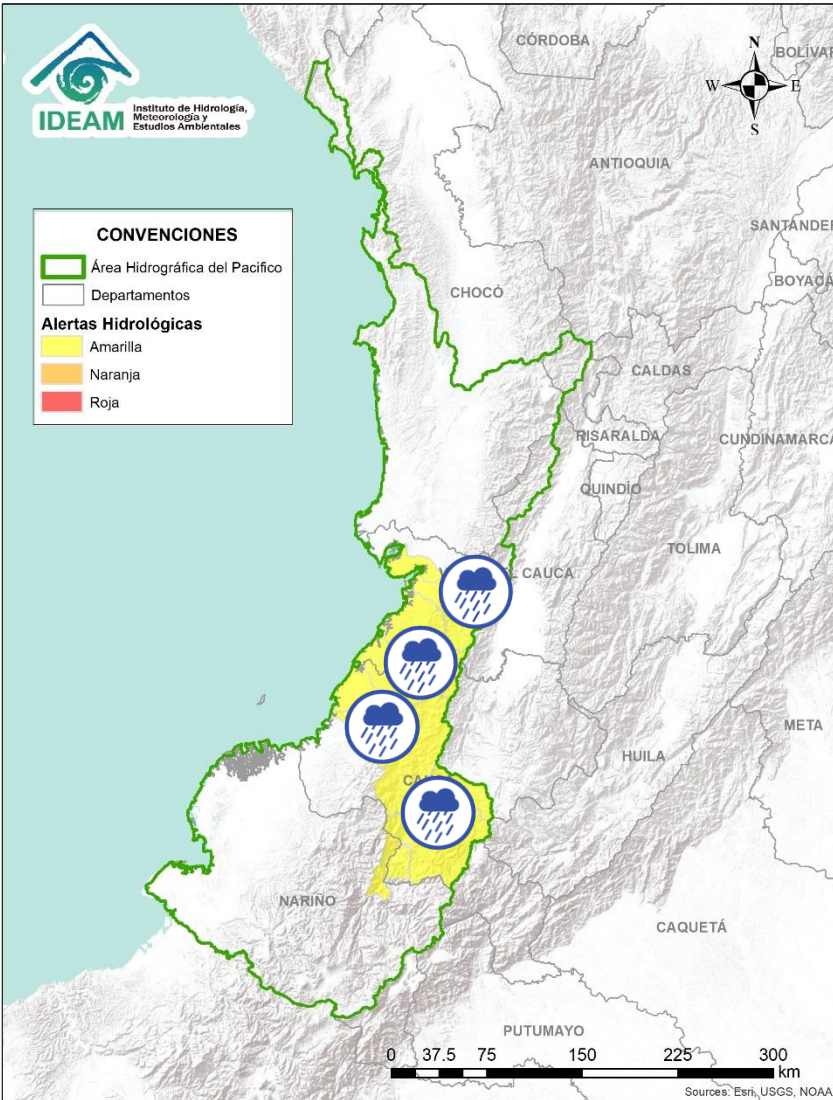 IDEAM
Instituto de Hidrología,
Meteorología y
Estudios Ambientales
CÓRDOBA
BOLÍVAR
N
W E
S
ANTIOQUIA
CONVENCIONES
Área Hidrográfica del Pacifico
Departamentos
Alertas Hidrológicas
Amarilla
Naranja
Roja
SANTANDER
BOYACÁ
CHOCÓ
CALDAS
RISARALDA
CUNDINAMARCA
QUINDÍO
TOLIMA
CAUCA
META
HUILA
NARIÑO
CAQUETÁ
PUTUMAYO
0 37.5 75 150 225 300
km
Sources: Esri, USGS, NOAA